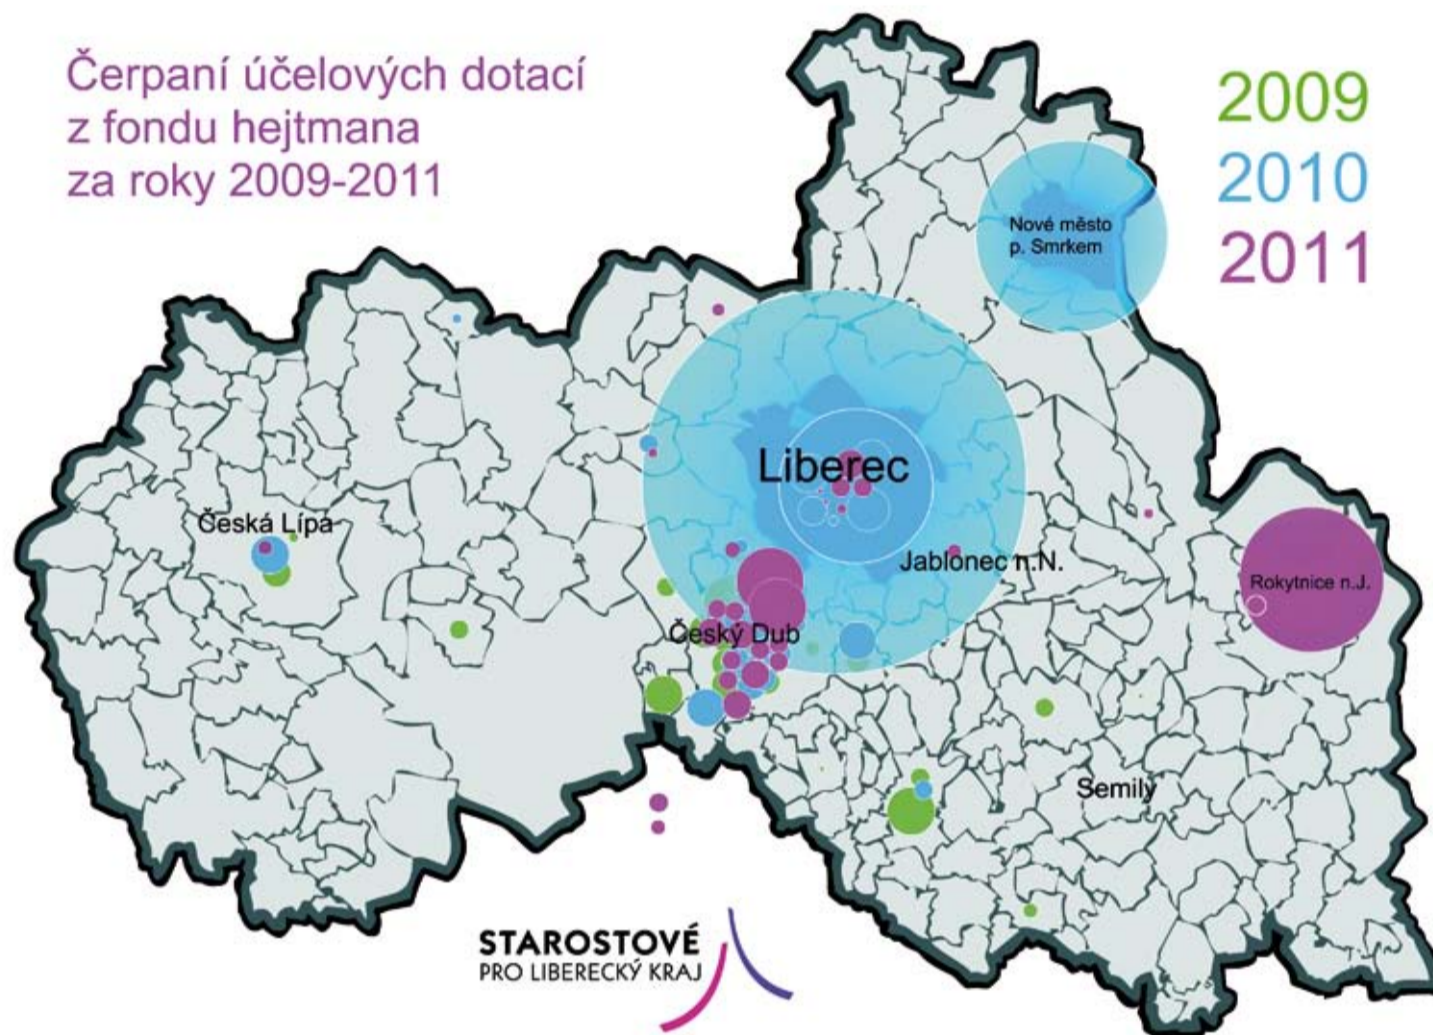 Čerpaní účelových dotací
z fondu hejtmana
za roky 2009-2011
2009
2010
2011
Nové město
p. Smrkem
Liberec
Česká Lípa
Jablonec n.N.
Rokytnice n.J.
Český Dub
Semily
STAROSTOVÉ
PRO LIBERECKÝ KRAJ